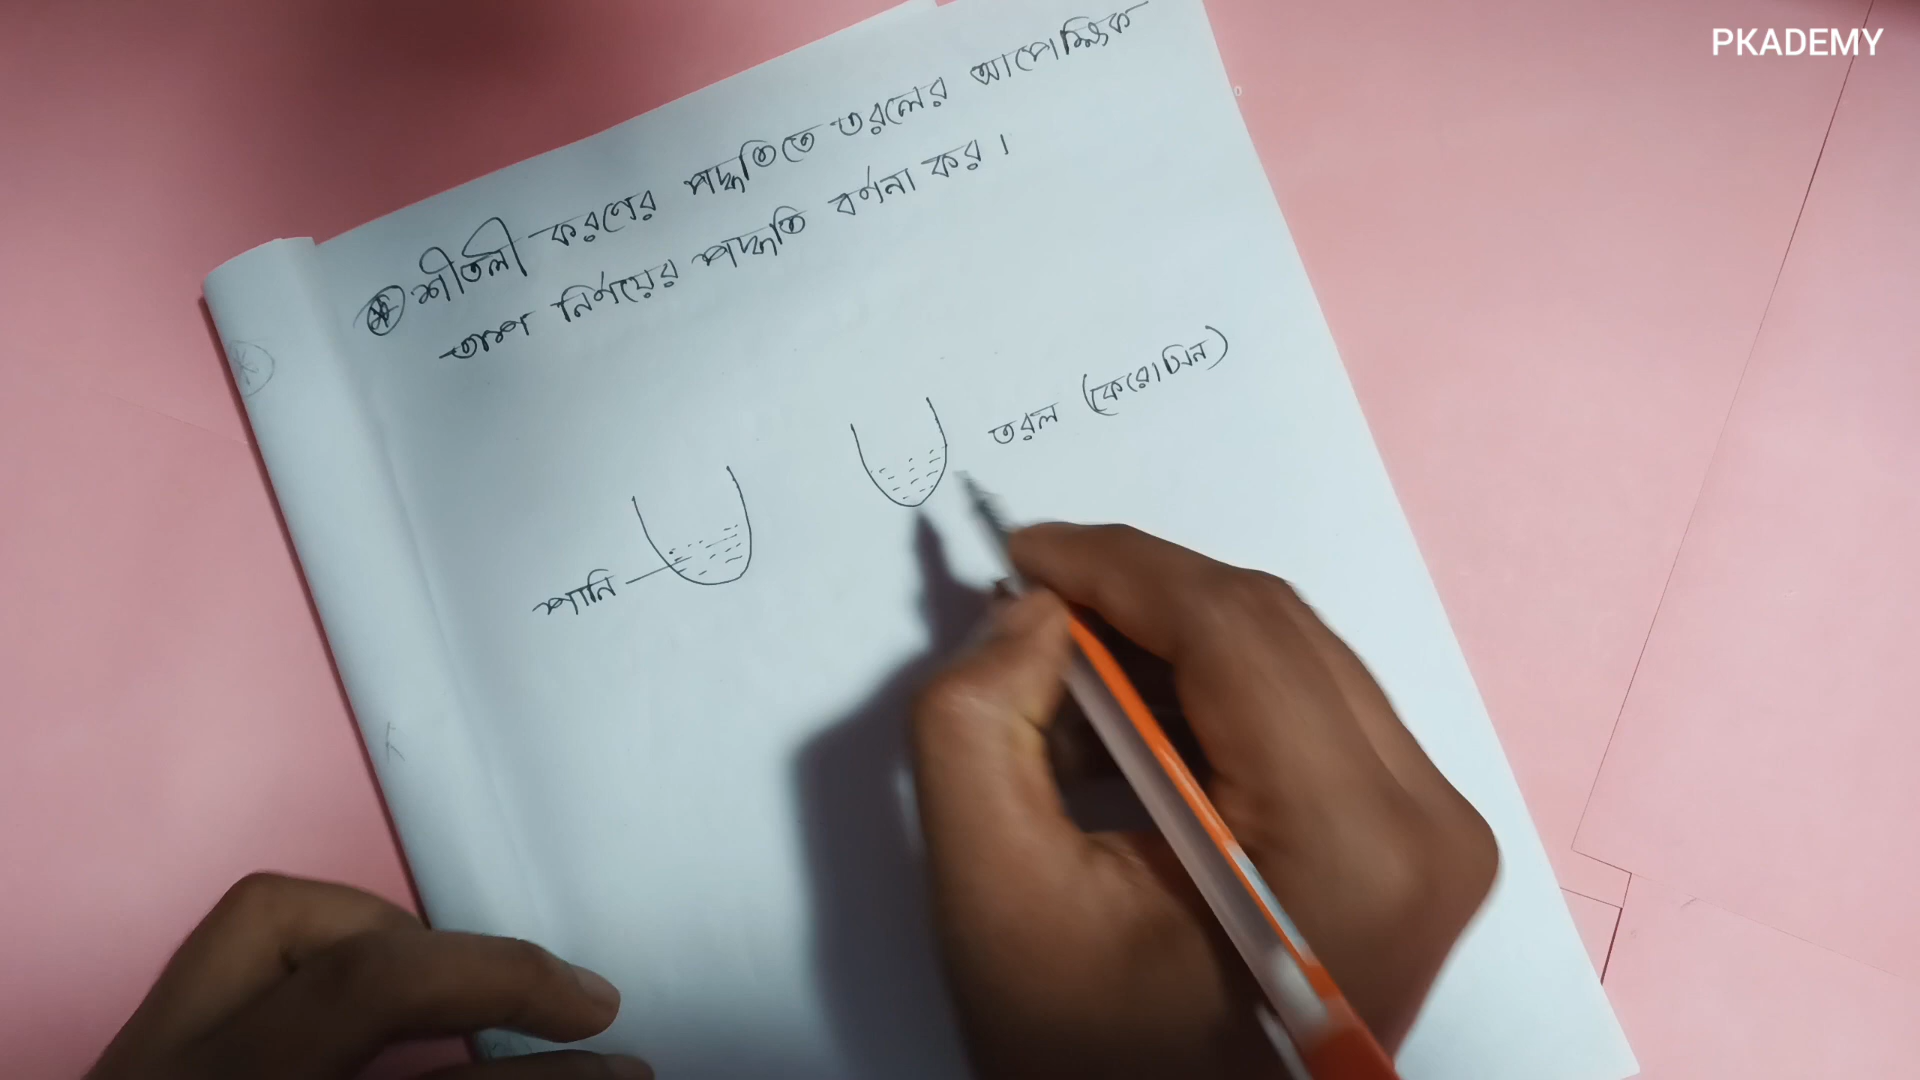 PKADEMY
শীতলী করণের পদ্ধতিতে তরলের আপেক্ষিক
তাপ নির্ণয়ের পদ্ধতি বর্ণনা কর।
তরল (কেরোসিন)
পানি